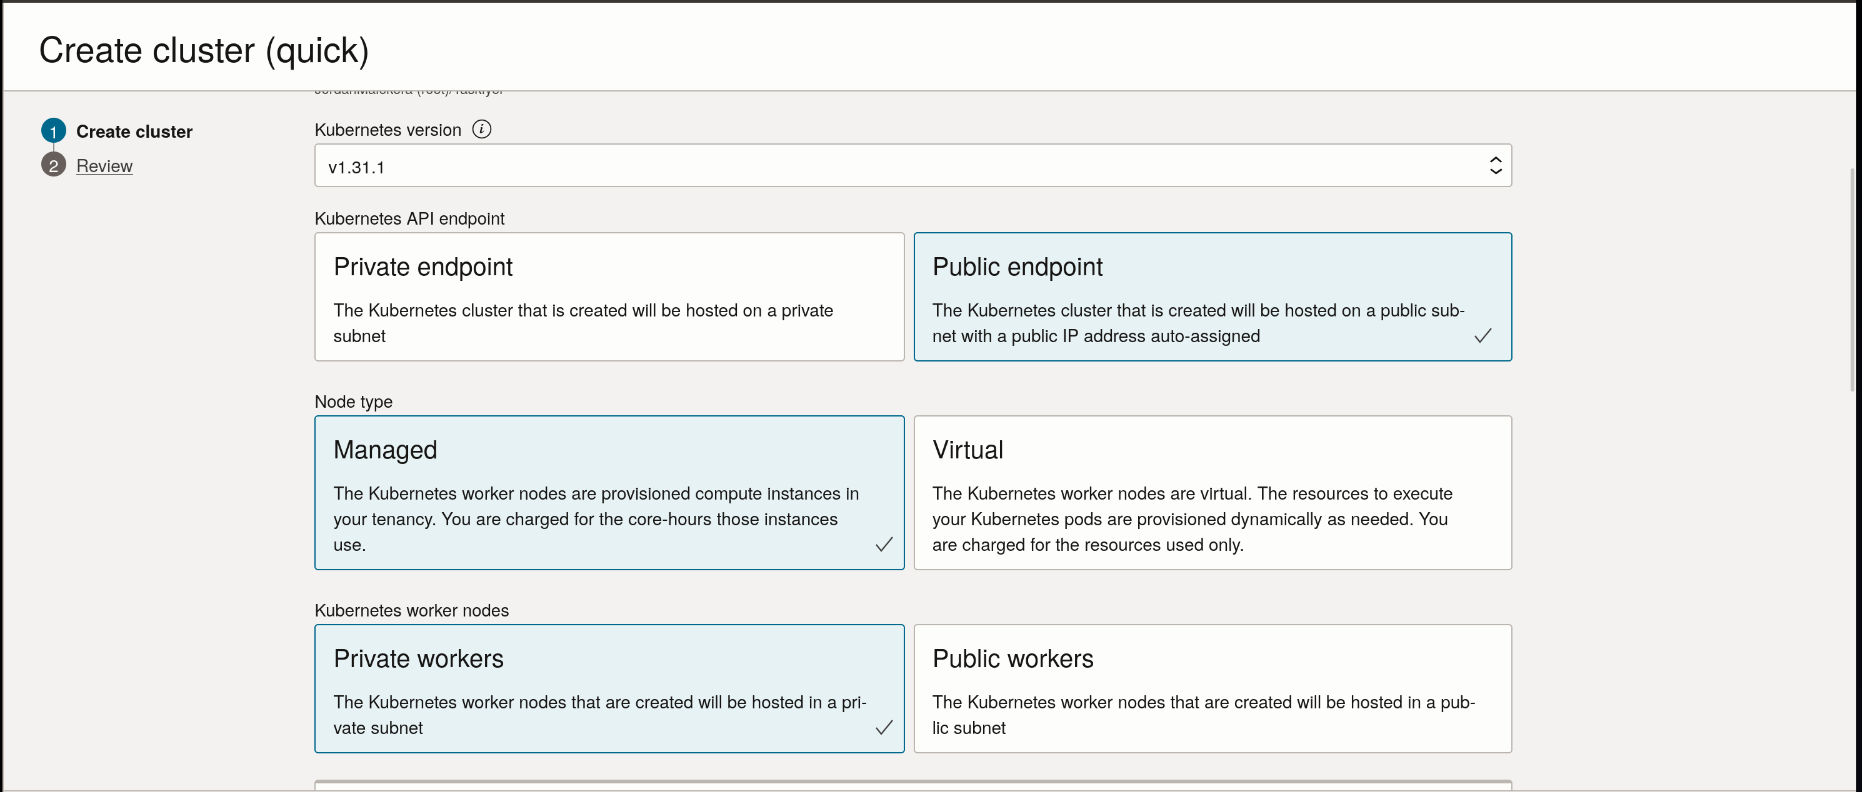 Create cluster (quick)
1 Create cluster
2 Review
Kubernetes version i
v1.31.1
Kubernetes API endpoint
Private endpoint
The Kubernetes cluster that is created will be hosted on a private
subnet
Public endpoint
The Kubernetes cluster that is created will be hosted on a public sub-
net with a public IP address auto-assigned
Node type
Managed
The Kubernetes worker nodes are provisioned compute instances in
your tenancy. You are charged for the core-hours those instances
use.
Virtual
The Kubernetes worker nodes are virtual. The resources to execute
your Kubernetes pods are provisioned dynamically as needed. You
are charged for the resources used only.
Kubernetes worker nodes
Private workers
The Kubernetes worker nodes that are created will be hosted in a pri-
vate subnet
Public workers
The Kubernetes worker nodes that are created will be hosted in a pub-
lic subnet